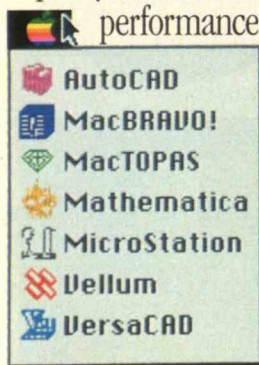 performance
AutoCAD
MacBRAVO!
MacTOPAS
Mathematica
MicroStation
Vellum
VersaCAD